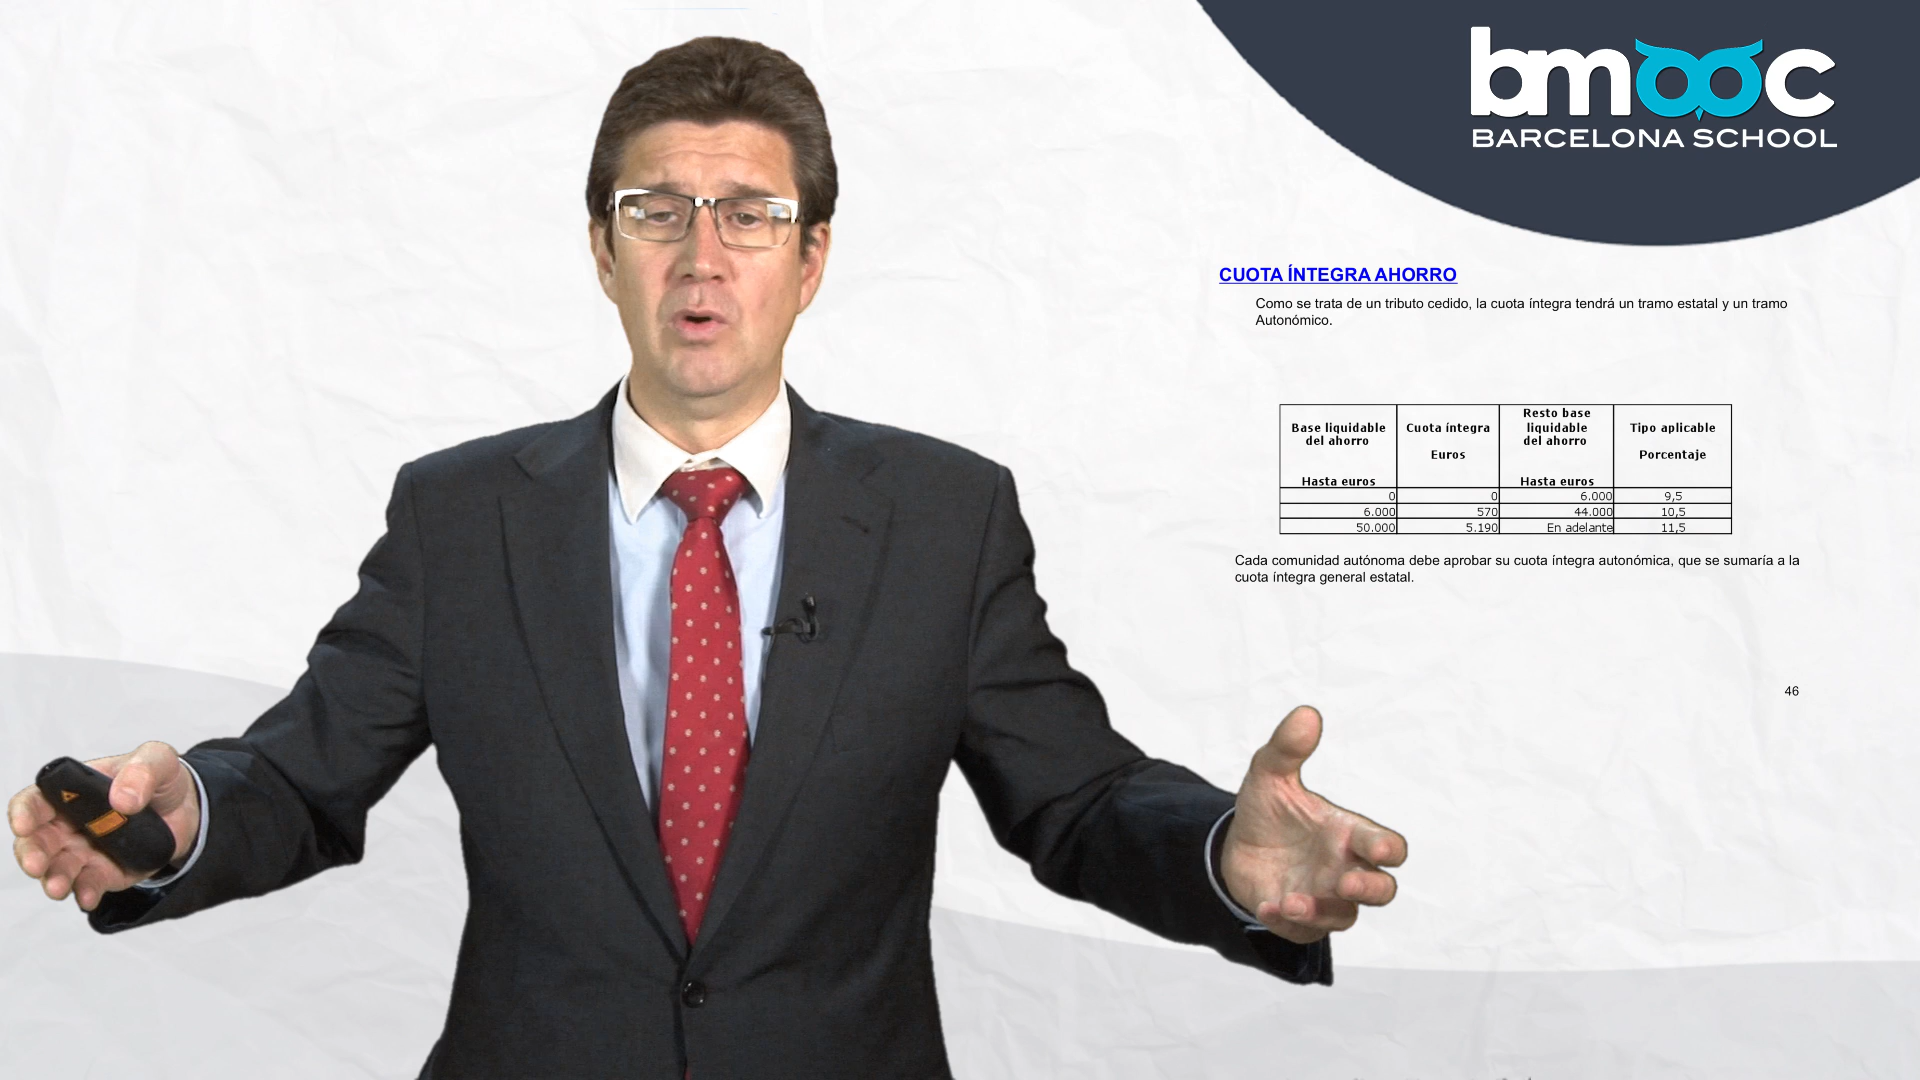 bmooc
BARCELONA SCHOOL
CUOTA ÍNTEGRA AHORRO
Como se trata de un tributo cedido, la cuota íntegra tendrá un tramo estatal y un tramo
Autonómico.
Base liquidable del ahorro Hasta euros | Cuota íntegra Euros | Resto base liquidable del ahorro Hasta euros | Tipo aplicable Porcentaje
0 | 0 | 6.000 | 9,5
6.000 | 570 | 44.000 | 10,5
50.000 | 5.190 | En adelante | 11,5
Cada comunidad autónoma debe aprobar su cuota íntegra autonómica, que se sumaría a la
cuota íntegra general estatal.
46